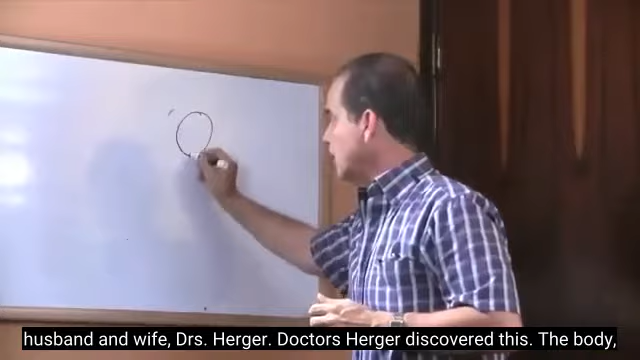 husband and wife, Drs. Herger. Doctors Herger discovered this. The body,